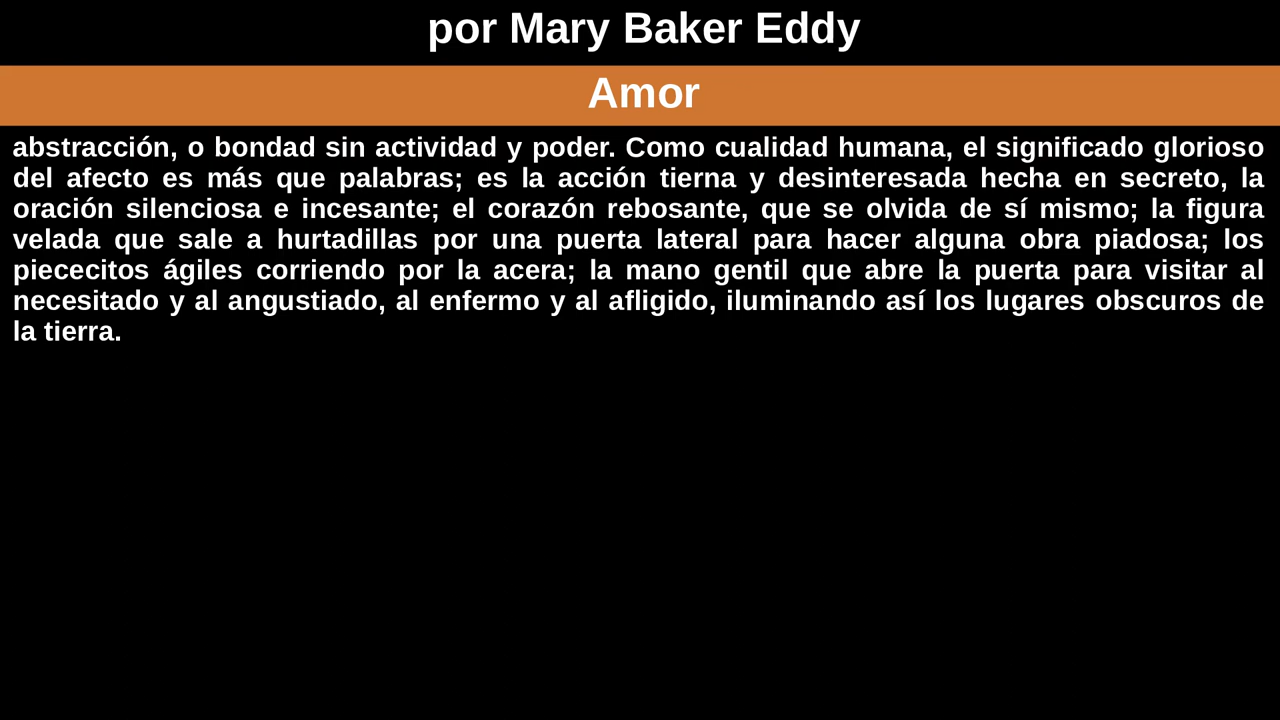 por Mary Baker Eddy
Amor
abstracción, o bondad sin actividad y poder. Como cualidad humana, el significado glorioso
del afecto es más que palabras; es la acción tierna y desinteresada hecha en secreto, la
oración silenciosa e incesante; el corazón rebosante, que se olvida de sí mismo; la figura
velada que sale a hurtadillas por una puerta lateral para hacer alguna obra piadosa; los
piececitos ágiles corriendo por la acera; la mano gentil que abre la puerta para visitar al
necesitado y al angustiado, al enfermo y al afligido, iluminando así los lugares obscuros de
la tierra.